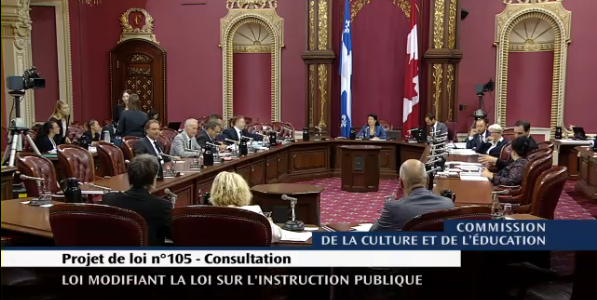 COMMISSION
DE LA CULTURE ET DE L'ÉDUCATION
Projet de loi n°105 - Consultation
LOI MODIFIANT LA LOI SUR L'INSTRUCTION PUBLIQUE